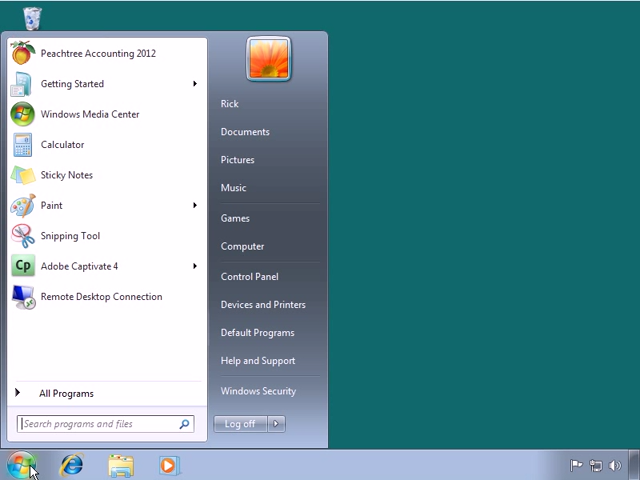 Peachtree Accounting 2012
Getting Started
Windows Media Center
Calculator
Sticky Notes
Paint
Snipping Tool
Cp Adobe Captivate 4
Remote Desktop Connection
All Programs
Search programs and files
Rick
Documents
Pictures
Music
Games
Computer
Control Panel
Devices and Printers
Default Programs
Help and Support
Windows Security
Log off